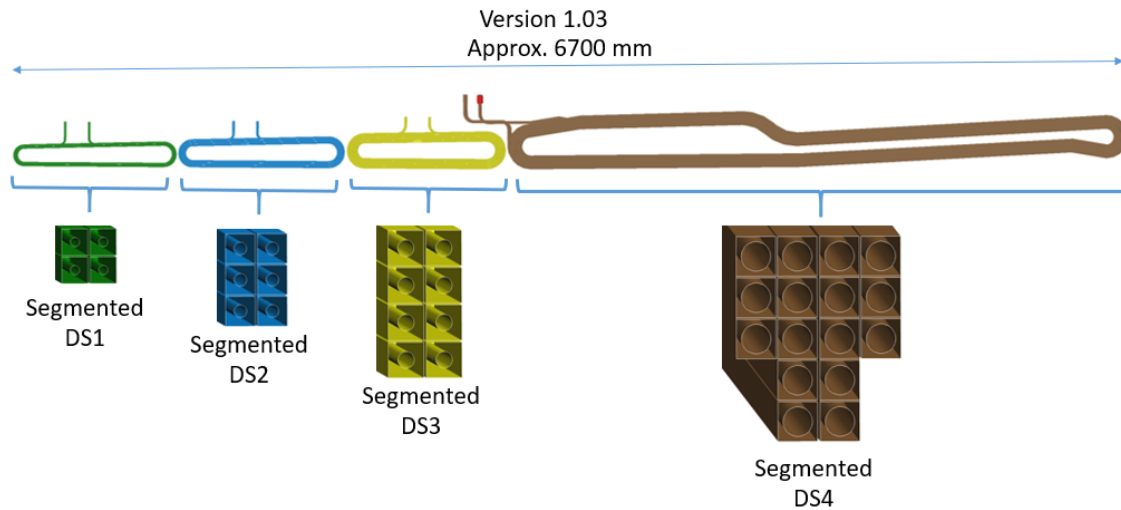 Version 1.03
Approx. 6700 mm
Segmented
DS1
Segmented
DS2
Segmented
DS3
Segmented
DS4